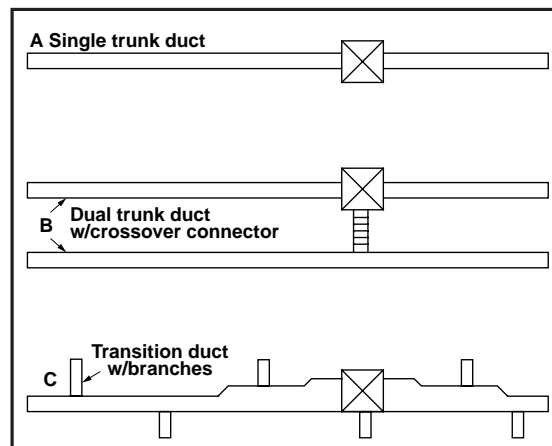 A Single trunk duct
B
Dual trunk duct
w/crossover connector
C
Transition duct
w/branches